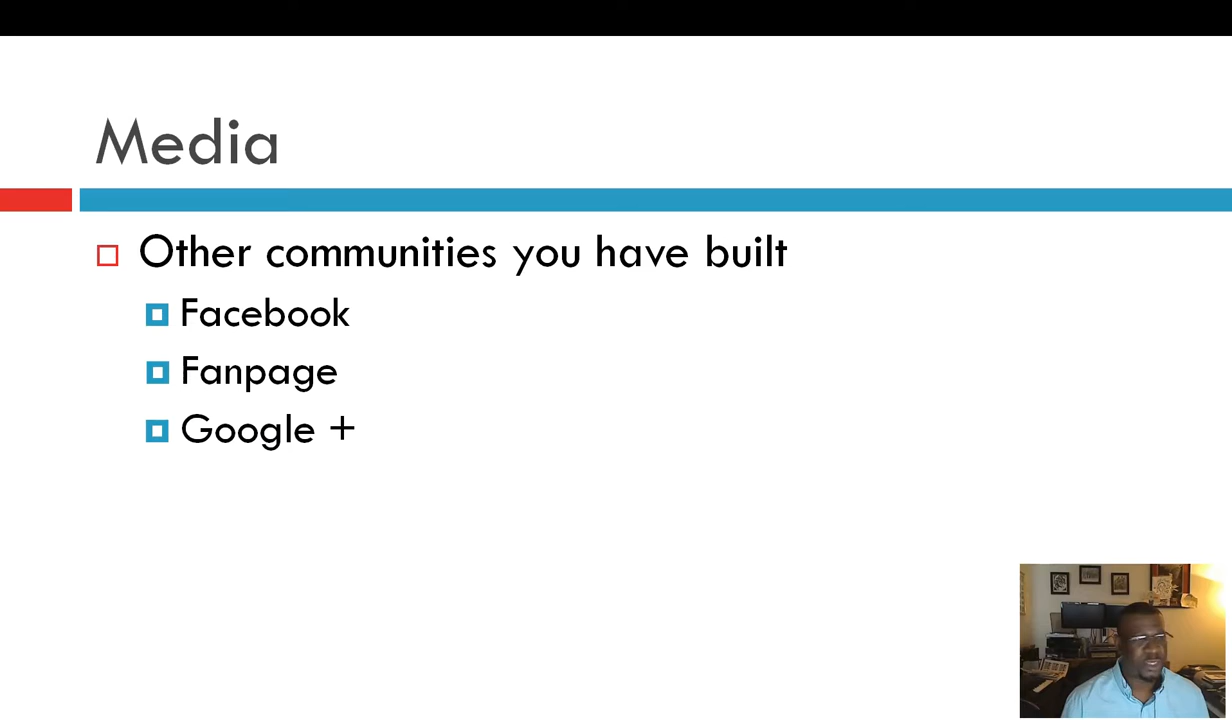 Media
Other communities you have built
Facebook
Fanpage
Google +